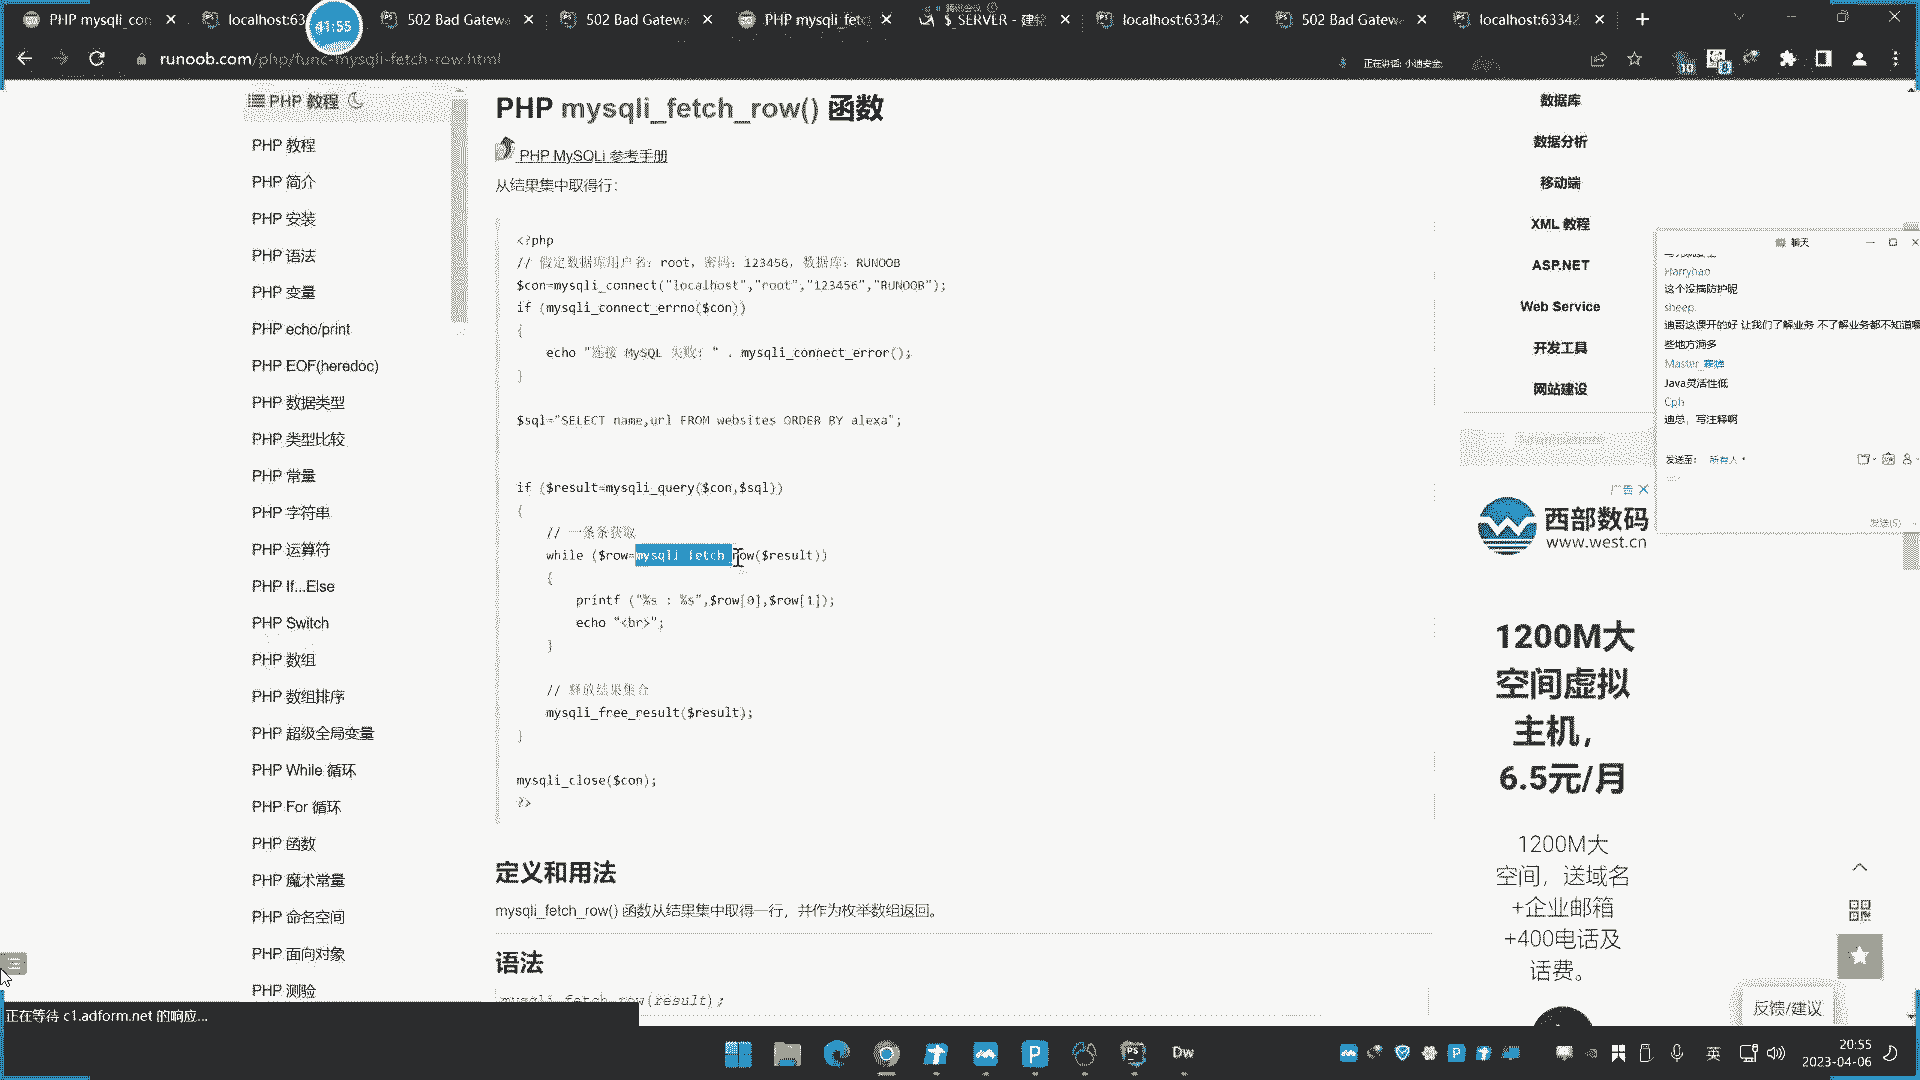 PHP mysqli_con
localhost:63
41:55
502 Bad Gatew
502 Bad Gatew
PHP mysqli_fetc
$_SERVER - 建
localhost:63342
502 Bad Gatew
localhost:63342
runoob.com/php/func-mysqli-fetch-row.html
正在讲话: 小迪安全
10
8
PHP 教程
PHP 教程
PHP 简介
PHP 安装
PHP 语法
PHP 变量
PHP echo/print
PHP EOF(heredoc)
PHP 数据类型
PHP 类型比较
PHP 常量
PHP 字符串
PHP 运算符
PHP If...Else
PHP Switch
PHP 数组
PHP 数组排序
PHP 超级全局变量
PHP While 循环
PHP For 循环
PHP 函数
PHP 魔术常量
PHP 命名空间
PHP 面向对象
PHP 测验
正在等待 c1.adform.net 的响应...
PHP mysqli_fetch_row() 函数
PHP MySQLi 参考手册
从结果集中取得行：
<?php
// 假定数据库用户名：root，密码：123456，数据库：RUNOOB
$con=mysqli_connect("localhost","root","123456","RUNOOB");
if (mysqli_connect_errno($con))
{
echo "连接 MySQL 失败: " . mysqli_connect_error();
}
$sql="SELECT name,url FROM websites ORDER BY alexa";
if ($result=mysqli_query($con,$sql))
{
// 一条条获取
while ($row=mysqli_fetch_row($result))
{
printf ("%s : %s",$row[0],$row[1]);
echo "<br>";
}
// 释放结果集合
mysqli_free_result($result);
}
mysqli_close($con);
?>
定义和用法
mysqli_fetch_row() 函数从结果集中取得一行，并作为枚举数组返回。
语法
mysqli_fetch_row(result);
数据库
数据分析
移动端
XML 教程
ASP.NET
Web Service
开发工具
网站建设
广告
西部数码
www.west.cn
1200M大
空间虚拟
主机，
6.5元/月
1200M大
空间，送域名
+企业邮箱
+400电话及
话费。
聊天
Harryhao
这个没搞防护呢
sheep.
迪哥这课开的好 让我们了解业务 不了解业务都不知道哪
些地方洞多
Master
Java灵活性低
Cph
迪总，写注释啊
发送至：
所有人
发送(S)
反馈/建议
Dw
英
20:55
2023-04-06